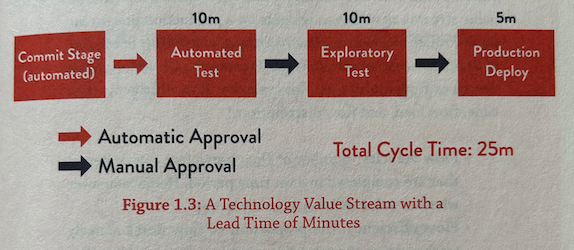 10m
10m
5m
Commit Stage
(automated)
Automated
Test
Exploratory
Test
Production
Deploy
Automatic Approval
Manual Approval
Total Cycle Time: 25m
Figure 1.3: A Technology Value Stream with a
Lead Time of Minutes